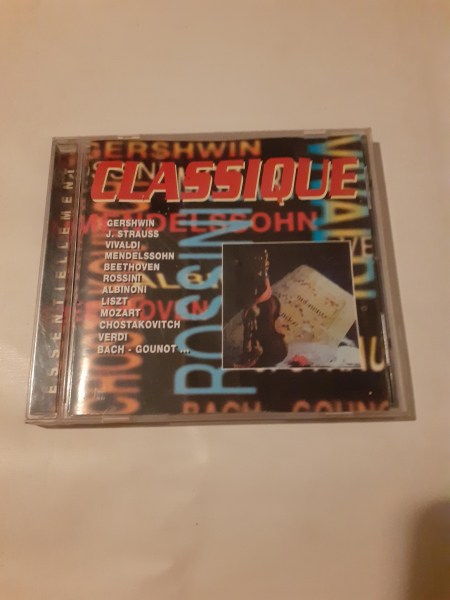 ESSENTIELLEMENT
CLASSIQUE
GERSHWIN
J. STRAUSS
VIVALDI
MENDELSSOHN
BEETHOVEN
ROSSINI
ALBINONI
LISZT
MOZART
CHOSTAKOVITCH
VERDI
BACH - GOUNOT ...
GERSHWIN
MENDELSSOHN
ROSSINI
BACH - GOUNO